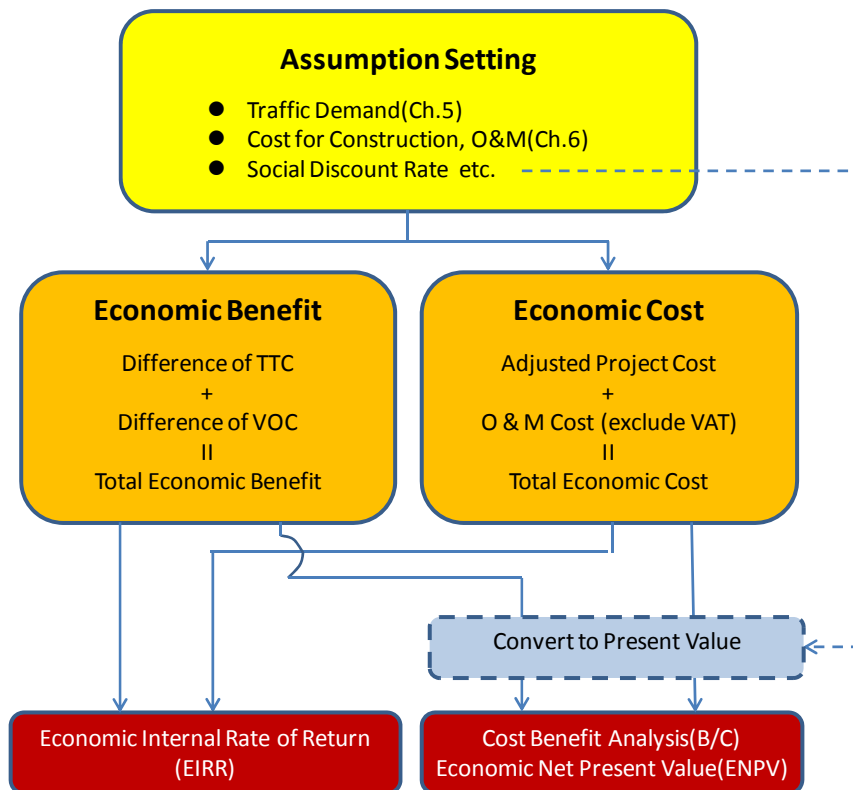 Assumption Setting
● Traffic Demand(Ch.5)
● Cost for Construction, O&M(Ch.6)
● Social Discount Rate etc.
Economic Benefit
Difference of TTC
+
Difference of VOC
=
Total Economic Benefit
Economic Cost
Adjusted Project Cost
+
O & M Cost (exclude VAT)
=
Total Economic Cost
Convert to Present Value
Economic Internal Rate of Return
(EIRR)
Cost Benefit Analysis(B/C)
Economic Net Present Value(ENPV)